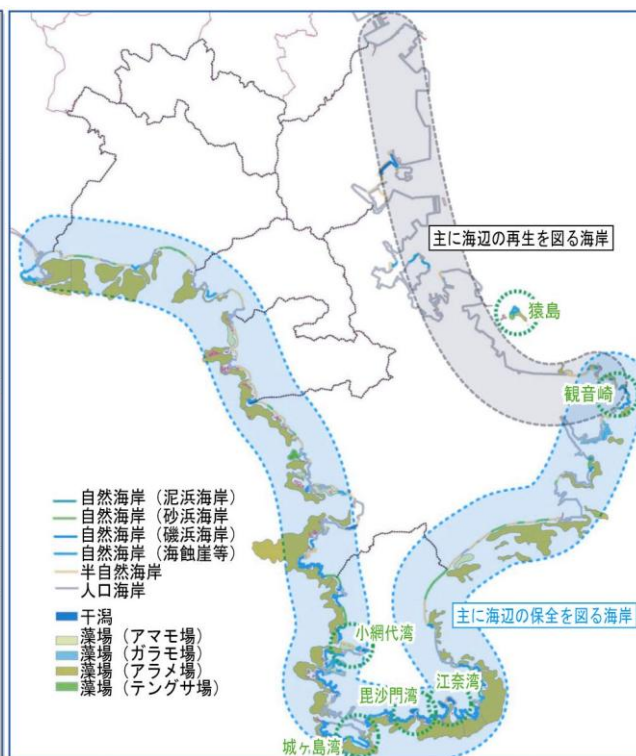 主に海辺の再生を図る海岸
猿島
観音崎
自然海岸（泥浜海岸）
自然海岸（砂浜海岸
自然海岸（磯浜海岸）
自然海岸（海蝕崖等）
半自然海岸
人口海岸
干潟
藻場（アマモ場）
藻場（ガラモ場）
藻場（アラメ場）
藻場（テングサ場）
主に海辺の保全を図る海岸
小網代湾
毘沙門湾
江奈湾
城ヶ島湾